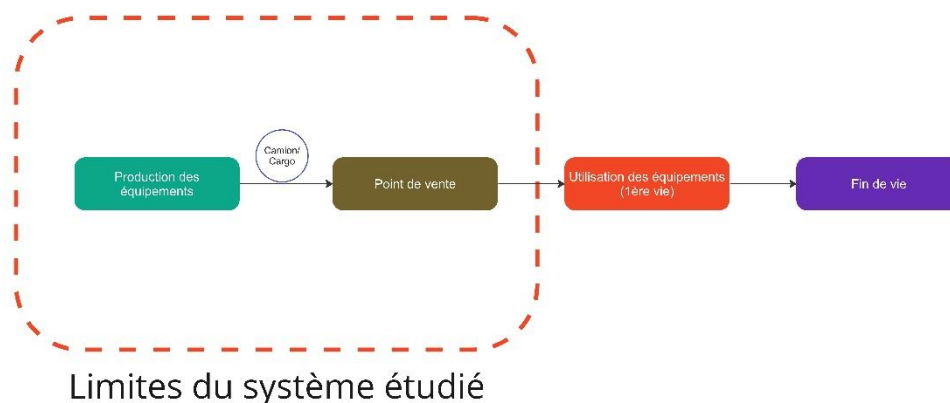 Camion/
Cargo
Production des
équipements
Point de vente
Utilisation des équipements
(1ère vie)
Fin de vie
Limites du système étudié